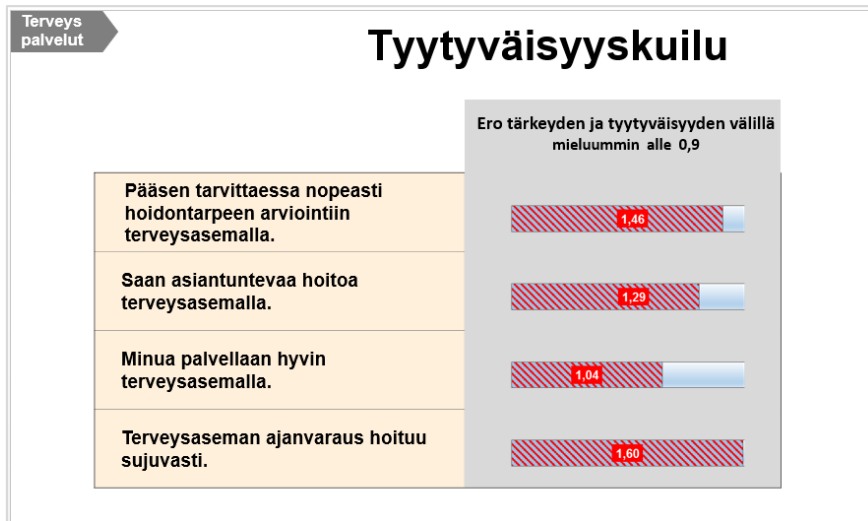 Terveys
palvelut
Tyytyväisyyskuilu
Ero tärkeyden ja tyytyväisyyden välillä
mieluummin alle 0,9
Pääsen tarvittaessa nopeasti
hoidontarpeen arviointiin
terveysasemalla.
1,46
Saan asiantuntevaa hoitoa
terveysasemalla.
1,29
Minua palvellaan hyvin
terveysasemalla.
1,04
Terveysaseman ajanvaraus hoituu
sujuvasti.
1,60